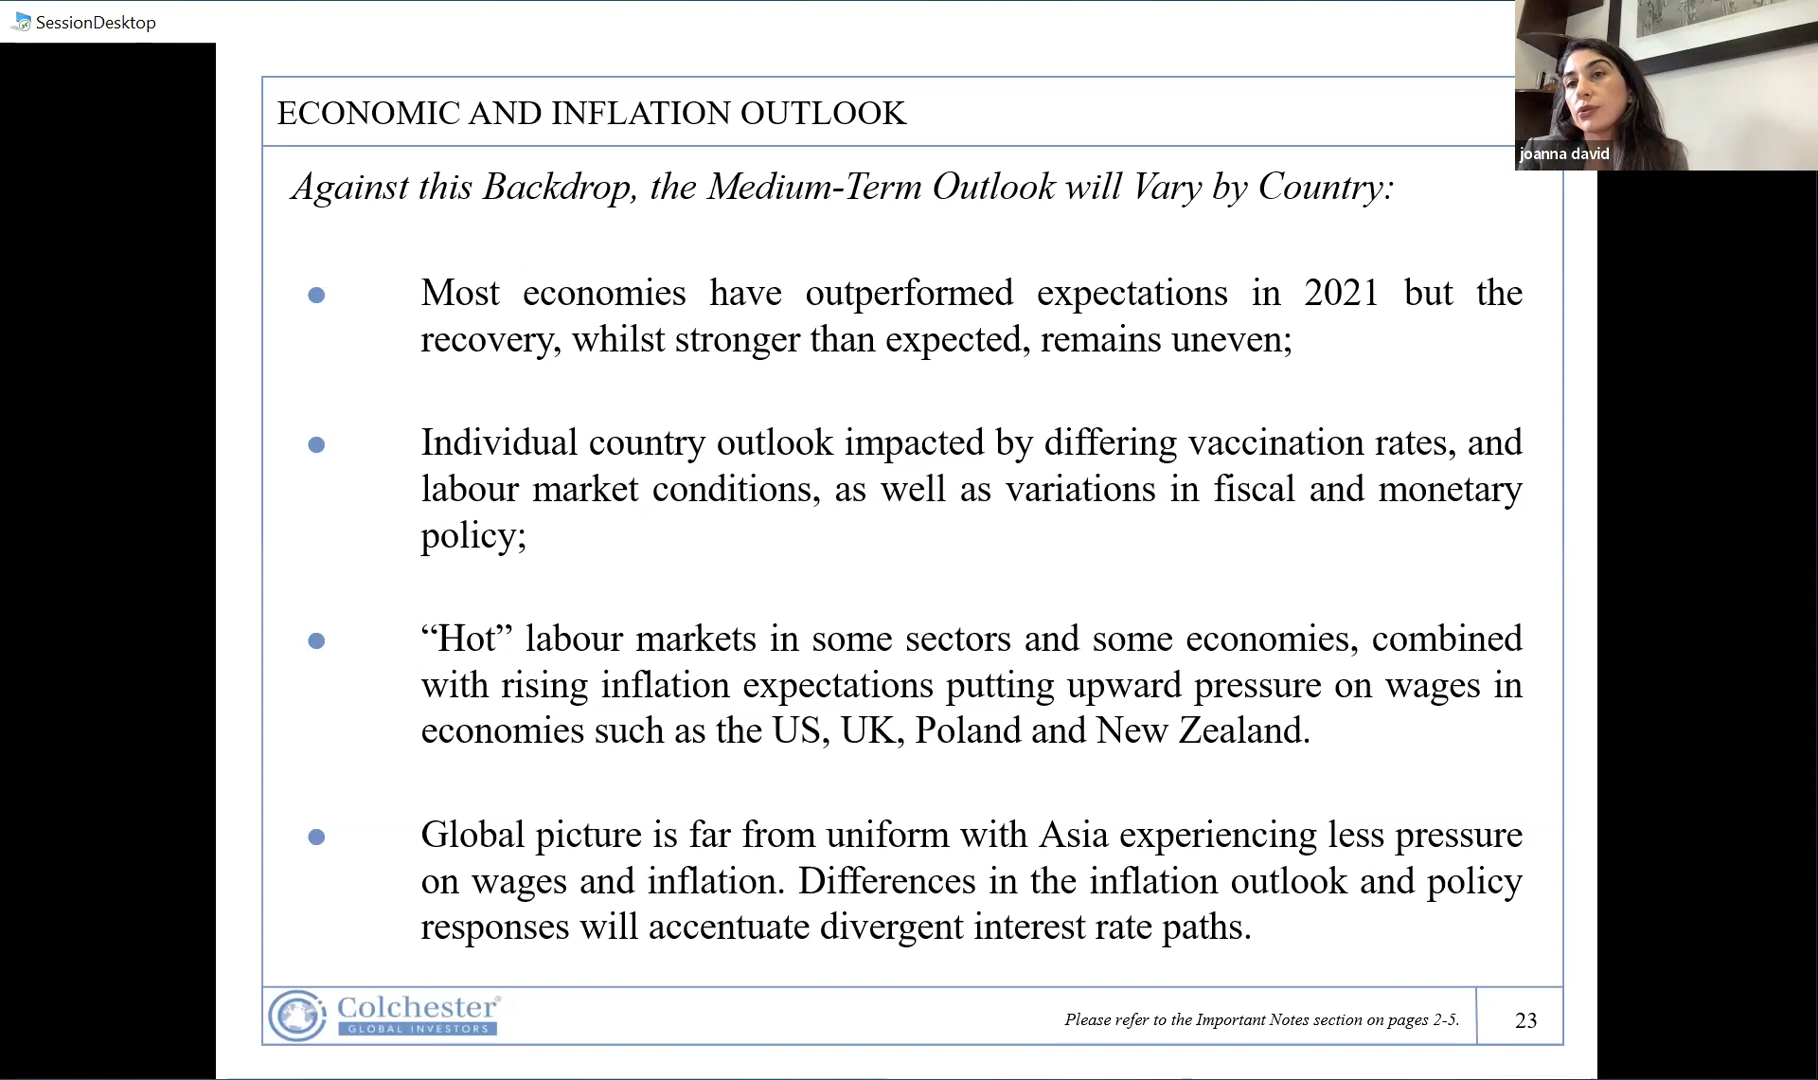 SessionDesktop
joanna david
ECONOMIC AND INFLATION OUTLOOK
Against this Backdrop, the Medium-Term Outlook will Vary by Country:
● Most economies have outperformed expectations in 2021 but the
recovery, whilst stronger than expected, remains uneven;
● Individual country outlook impacted by differing vaccination rates, and
labour market conditions, as well as variations in fiscal and monetary
policy;
● “Hot” labour markets in some sectors and some economies, combined
with rising inflation expectations putting upward pressure on wages in
economies such as the US, UK, Poland and New Zealand.
● Global picture is far from uniform with Asia experiencing less pressure
on wages and inflation. Differences in the inflation outlook and policy
responses will accentuate divergent interest rate paths.
Colchester®
GLOBAL INVESTORS
Please refer to the Important Notes section on pages 2-5.
23